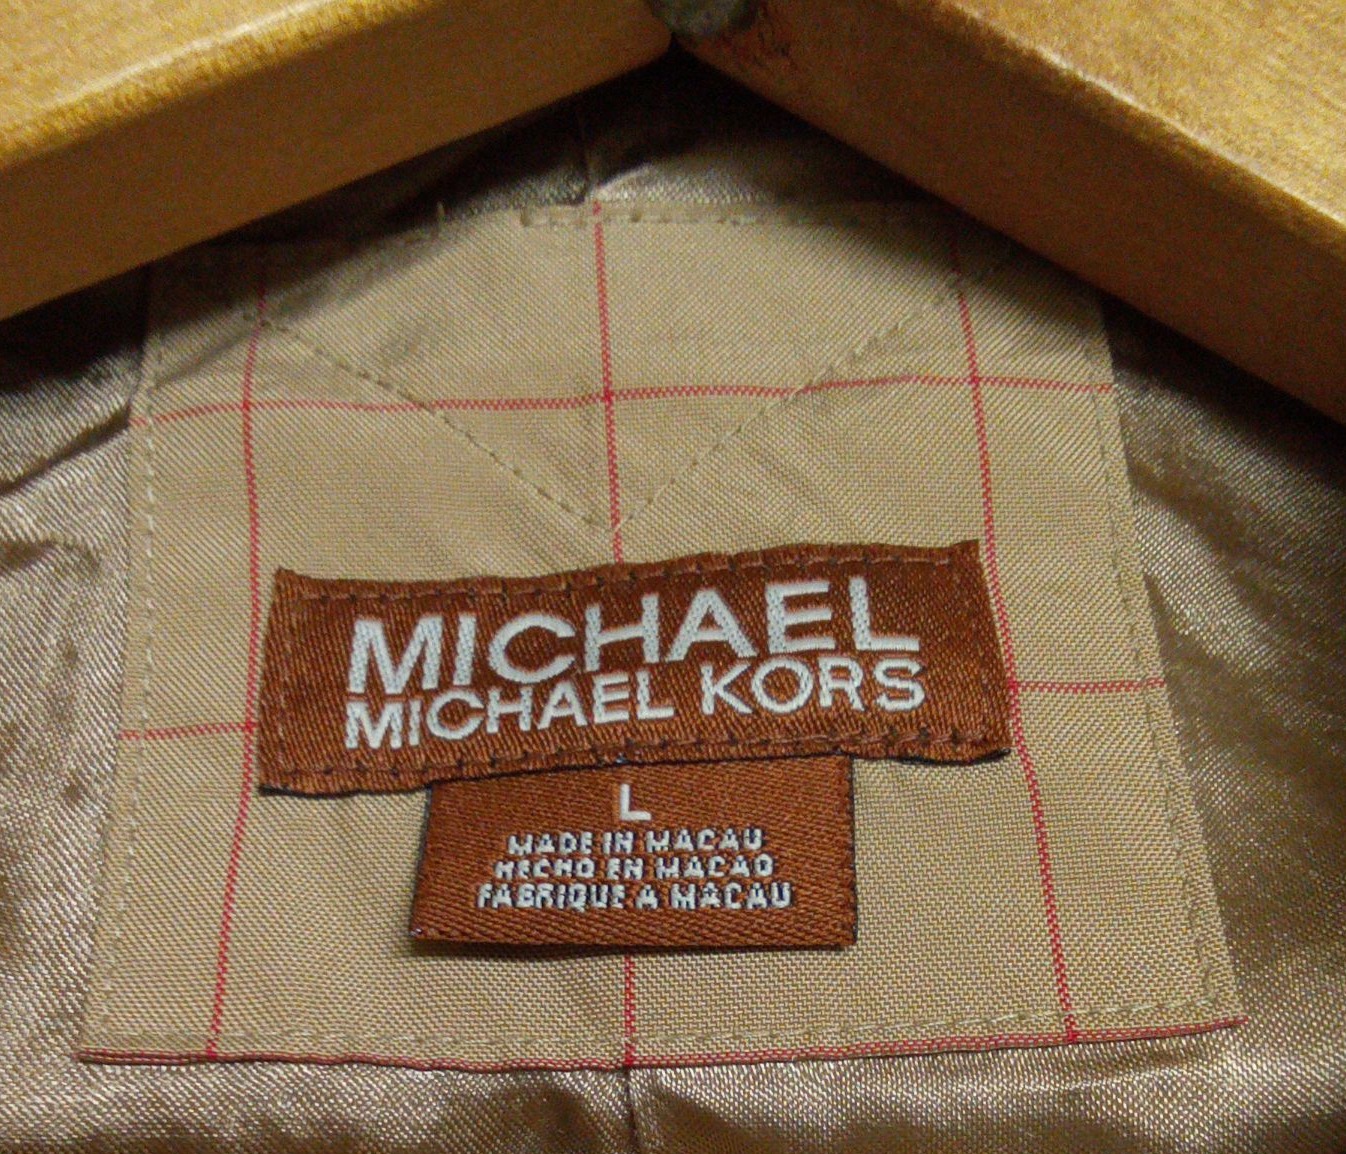 MICHAEL
MICHAEL KORS
L
MADE IN MACAU
HECHO EN MACAO
FABRIQUE A MACAU